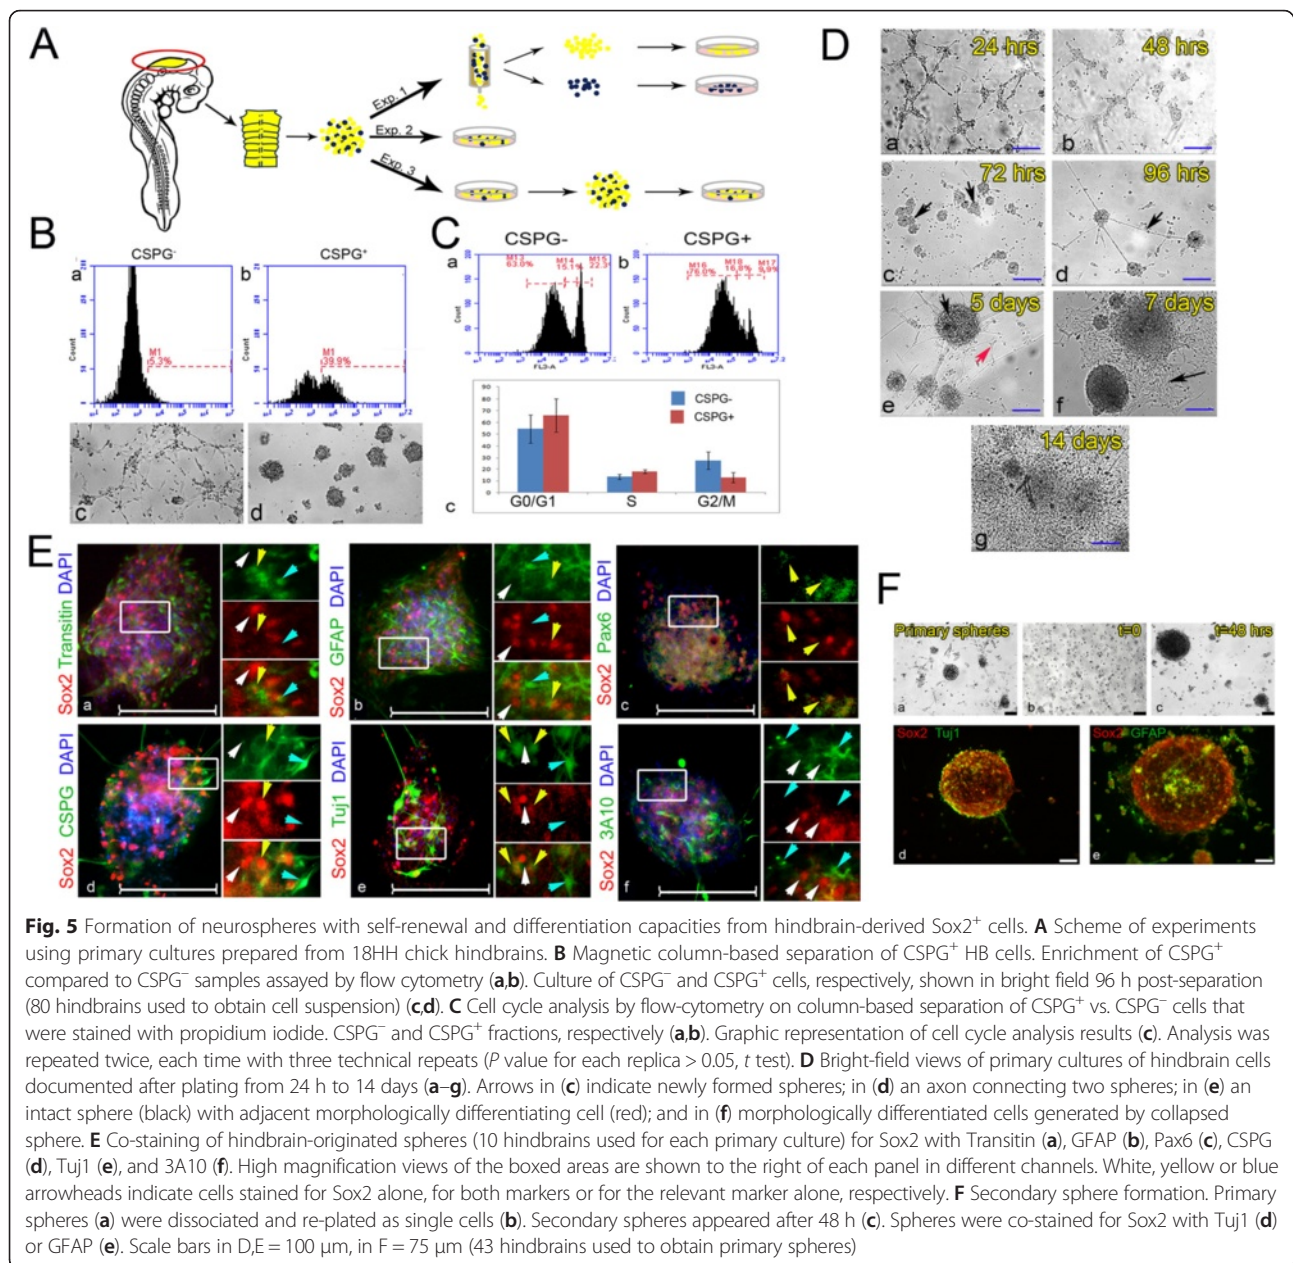 A
Exp. 1
Exp. 2
Exp. 3
B
CSPG⁻
CSPG⁺
a
b
Count
M1
5.3%
M1
39.9%
c
d
C
CSPG-
CSPG+
a
b
M13
63.0%
M14
15.1%
M15
22.3%
M16
76.0%
M18
16.8%
M17
9.9%
Count
Count
FL3-A
90
80
70
60
50
40
30
20
10
0
CSPG-
CSPG+
G0/G1
S
G2/M
c
D
24 hrs
48 hrs
a
b
72 hrs
96 hrs
c
d
5 days
7 days
e
f
14 days
g
E
Sox2 Transitin DAPI
a
Sox2 GFAP DAPI
b
Sox2 Pax6 DAPI
c
Sox2 CSPG DAPI
d
Sox2 Tuj1 DAPI
e
Sox2 3A10 DAPI
f
F
Primary spheres
t=0
t=48 hrs
a
b
c
Sox2 Tuj1
Sox2 GFAP
d
e
Fig. 5 Formation of neurospheres with self-renewal and differentiation capacities from hindbrain-derived Sox2⁺ cells. A Scheme of experiments
using primary cultures prepared from 18HH chick hindbrains. B Magnetic column-based separation of CSPG⁺ HB cells. Enrichment of CSPG⁺
compared to CSPG⁻ samples assayed by flow cytometry (a,b). Culture of CSPG⁻ and CSPG⁺ cells, respectively, shown in bright field 96 h post-separation
(80 hindbrains used to obtain cell suspension) (c,d). C Cell cycle analysis by flow-cytometry on column-based separation of CSPG⁺ vs. CSPG⁻ cells that
were stained with propidium iodide. CSPG⁻ and CSPG⁺ fractions, respectively (a,b). Graphic representation of cell cycle analysis results (c). Analysis was
repeated twice, each time with three technical repeats (P value for each replica > 0.05, t test). D Bright-field views of primary cultures of hindbrain cells
documented after plating from 24 h to 14 days (a–g). Arrows in (c) indicate newly formed spheres; in (d) an axon connecting two spheres; in (e) an
intact sphere (black) with adjacent morphologically differentiating cell (red); and in (f) morphologically differentiated cells generated by collapsed
sphere. E Co-staining of hindbrain-originated spheres (10 hindbrains used for each primary culture) for Sox2 with Transitin (a), GFAP (b), Pax6 (c), CSPG
(d), Tuj1 (e), and 3A10 (f). High magnification views of the boxed areas are shown to the right of each panel in different channels. White, yellow or blue
arrowheads indicate cells stained for Sox2 alone, for both markers or for the relevant marker alone, respectively. F Secondary sphere formation. Primary
spheres (a) were dissociated and re-plated as single cells (b). Secondary spheres appeared after 48 h (c). Spheres were co-stained for Sox2 with Tuj1 (d)
or GFAP (e). Scale bars in D,E = 100 μm, in F = 75 μm (43 hindbrains used to obtain primary spheres)